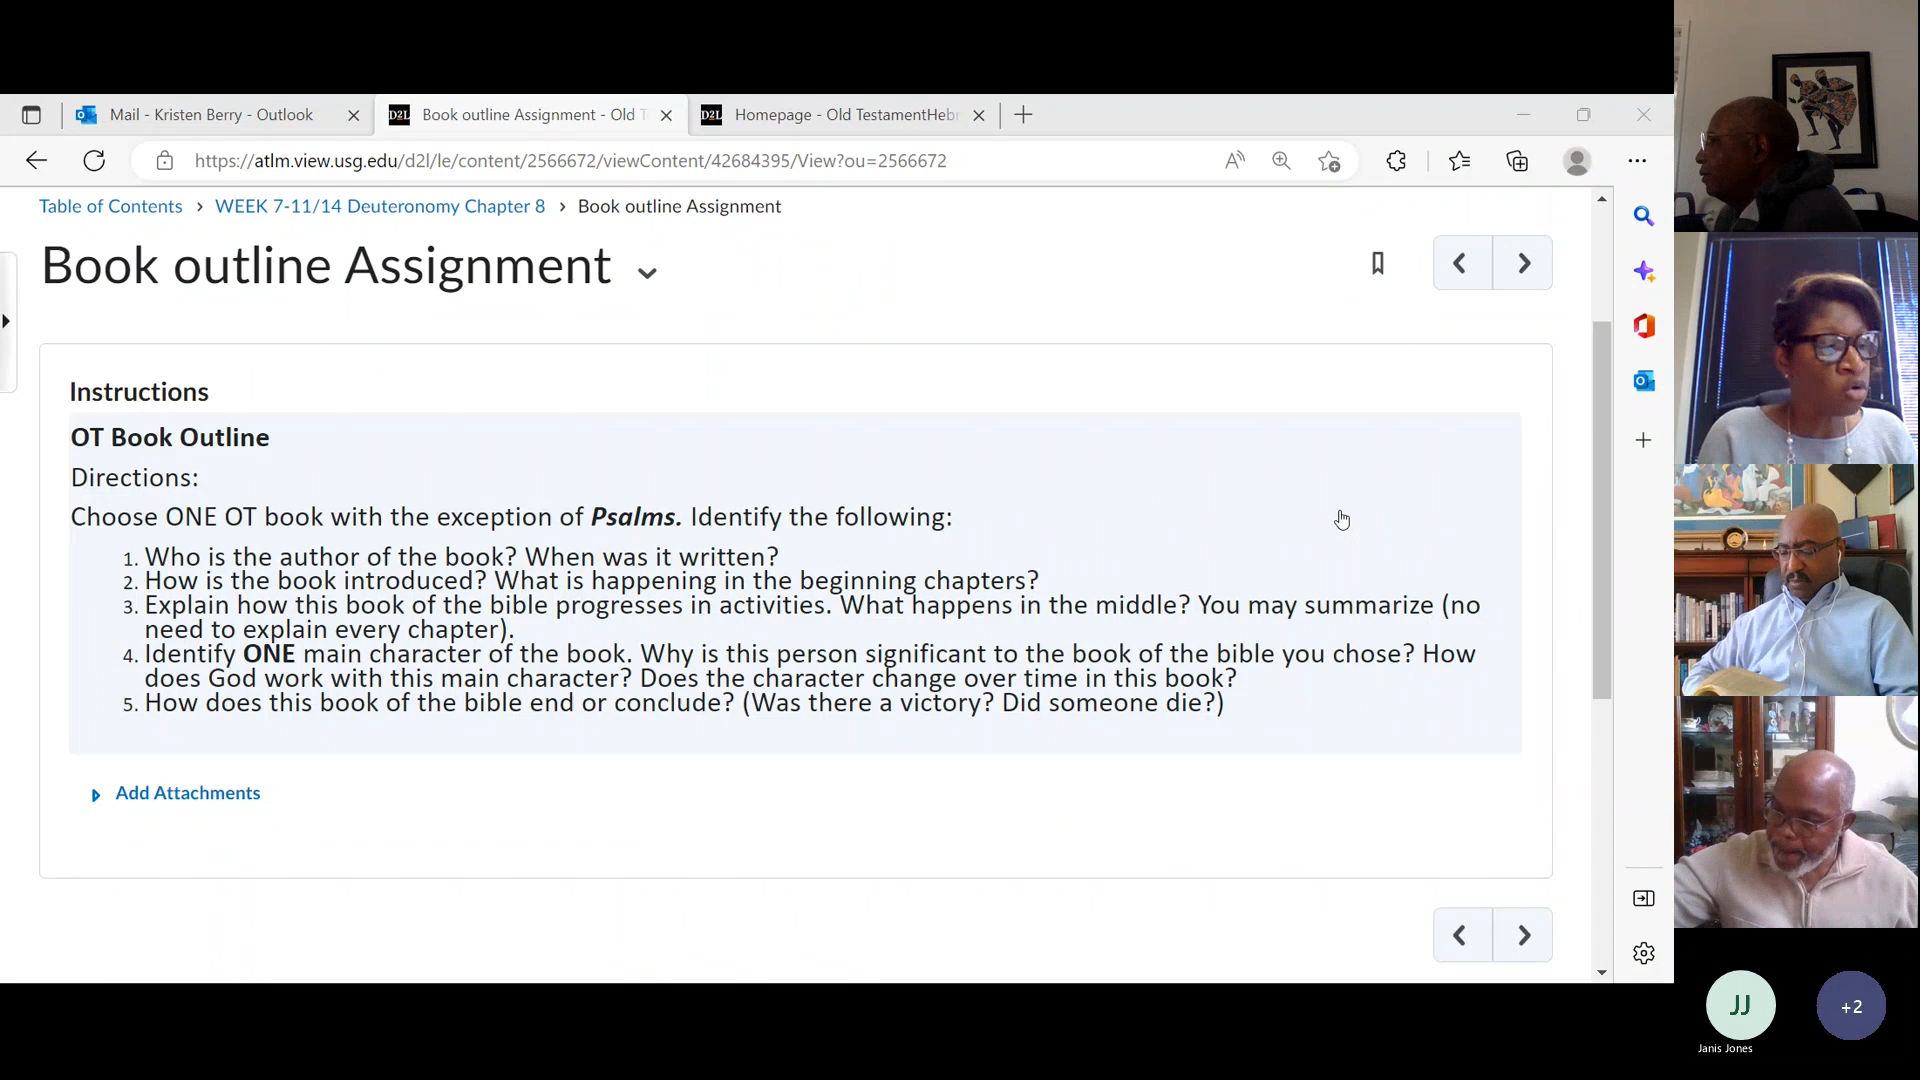 Mail - Kristen Berry - Outlook
D2L Book outline Assignment - Old T
D2L Homepage - Old TestamentHebr
https://atlm.view.usg.edu/d2l/le/content/2566672/viewContent/42684395/View?ou=2566672
Table of Contents › WEEK 7-11/14 Deuteronomy Chapter 8 › Book outline Assignment
Book outline Assignment
Instructions
OT Book Outline
Directions:
Choose ONE OT book with the exception of Psalms. Identify the following:
1. Who is the author of the book? When was it written?
2. How is the book introduced? What is happening in the beginning chapters?
3. Explain how this book of the bible progresses in activities. What happens in the middle? You may summarize (no
need to explain every chapter).
4. Identify ONE main character of the book. Why is this person significant to the book of the bible you chose? How
does God work with this main character? Does the character change over time in this book?
5. How does this book of the bible end or conclude? (Was there a victory? Did someone die?)
Add Attachments
JJ
+2
Janis Jones